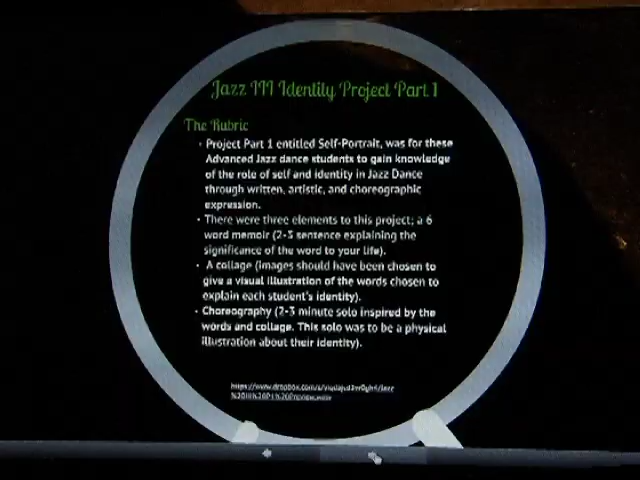 Jazz III Identity Project Part 1
The Rubric
• Project Part 1 entitled Self-Portrait, was for these
Advanced Jazz dance students to gain knowledge
of the role of self and identity in Jazz Dance
through written, artistic, and choreographic
expression.
• There were three elements to this project; a 6
word memoir (2-3 sentence explaining the
significance of the word to your life).
• A collage (images should have been chosen to
give a visual illustration of the words chosen to
explain each student's identity).
• Choreography (2-3 minute solo inspired by the
words and collage. This solo was to be a physical
illustration about their identity).